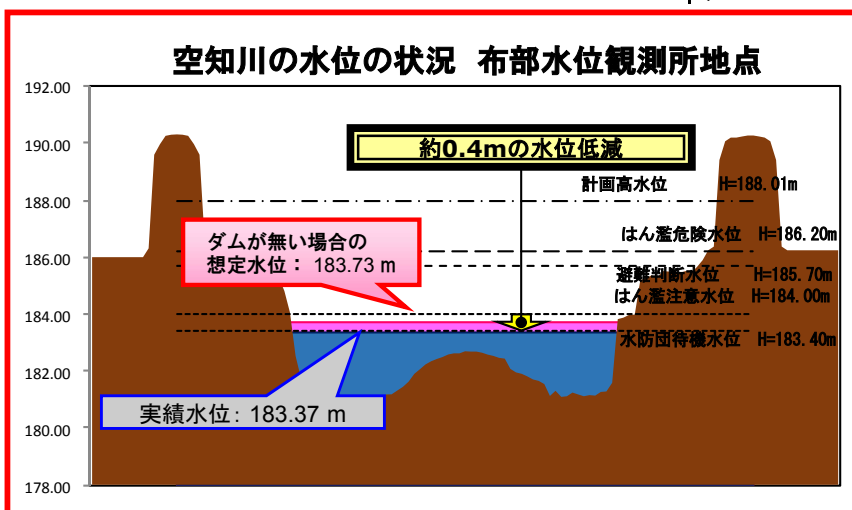 空知川の水位の状況 布部水位観測所地点
192.00
190.00
188.00
186.00
184.00
182.00
180.00
178.00
約0.4mの水位低減
計画高水位 H=188.01m
はん濫危険水位 H=186.20m
ダムが無い場合の
想定水位： 183.73 m
避難判断水位 H=185.70m
はん濫注意水位 H=184.00m
水防団待機水位 H=183.40m
実績水位： 183.37 m